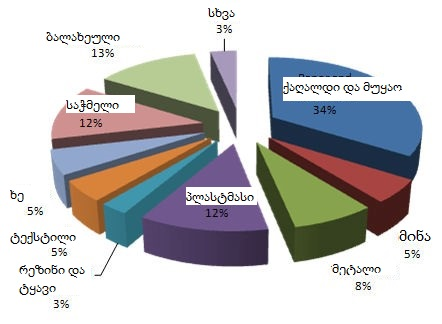 სხვა
3%
ბალახეული
13%
ქაღალდი და მუყაო
34%
საჭმელი
12%
ხე
5%
პლასტმასი
12%
მინა
5%
ტექსტილი
5%
მეტალი
8%
რეზინი და
ტყავი
3%